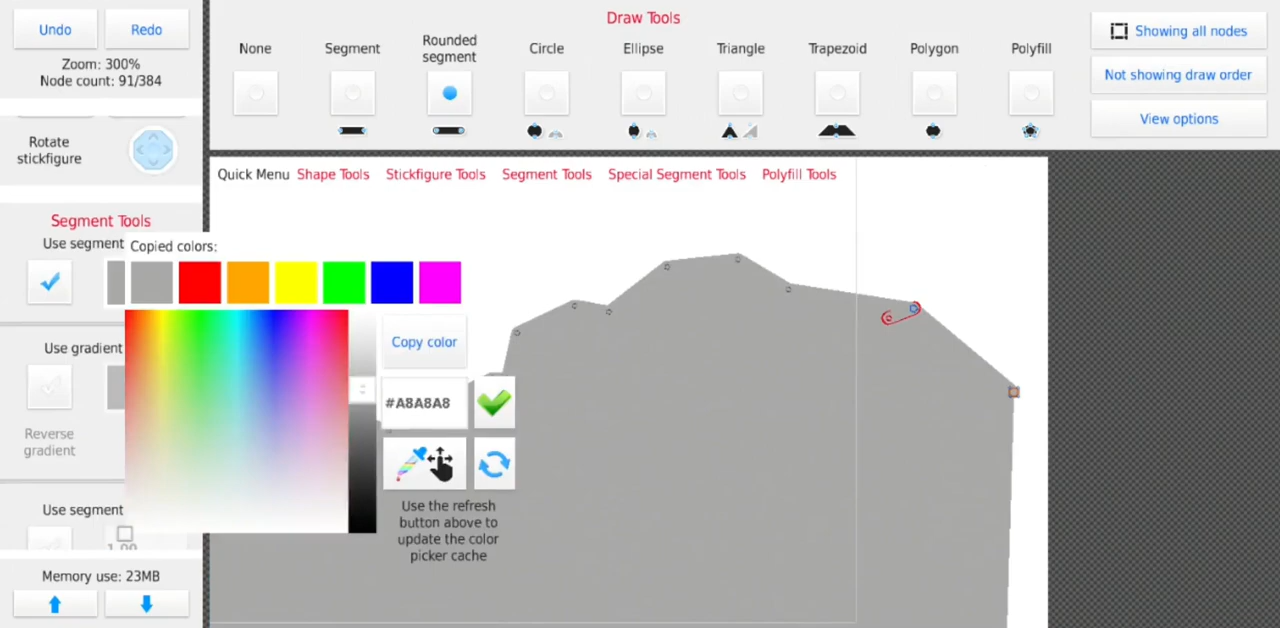 Undo
Redo
Zoom: 300%
Node count: 91/384
Rotate
stickfigure
Segment Tools
Use segment
Use gradient
Reverse
gradient
Use segment
1.00
Memory use: 23MB
Draw Tools
None
Segment
Rounded
segment
Circle
Ellipse
Triangle
Trapezoid
Polygon
Polyfill
Showing all nodes
Not showing draw order
View options
Quick Menu
Shape Tools
Stickfigure Tools
Segment Tools
Special Segment Tools
Polyfill Tools
Copied colors:
Copy color
#A8A8A8
Use the refresh
button above to
update the color
picker cache